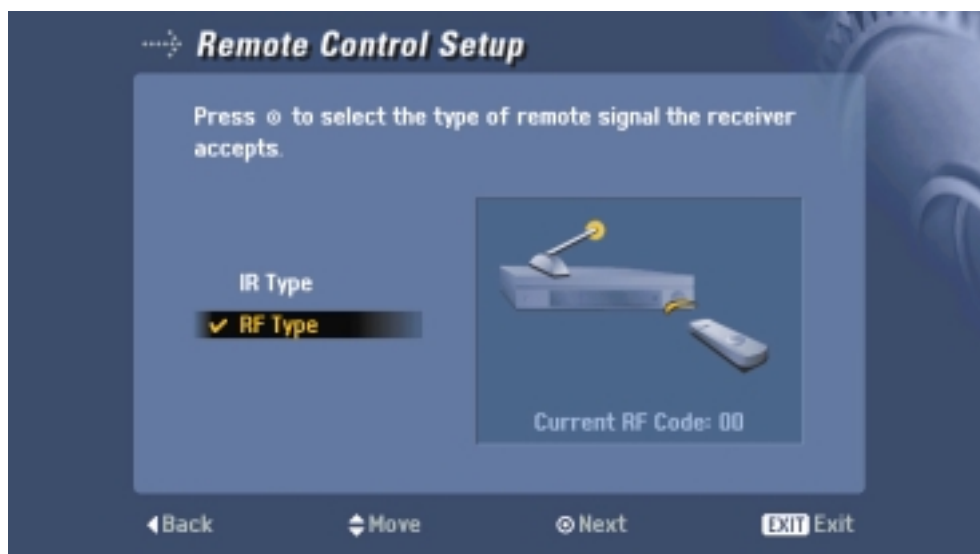 Remote Control Setup
Press ⊙ to select the type of remote signal the receiver
accepts.
IR Type
✓ RF Type
Current RF Code: 00
◀Back ⬍Move ⊙Next EXIT Exit